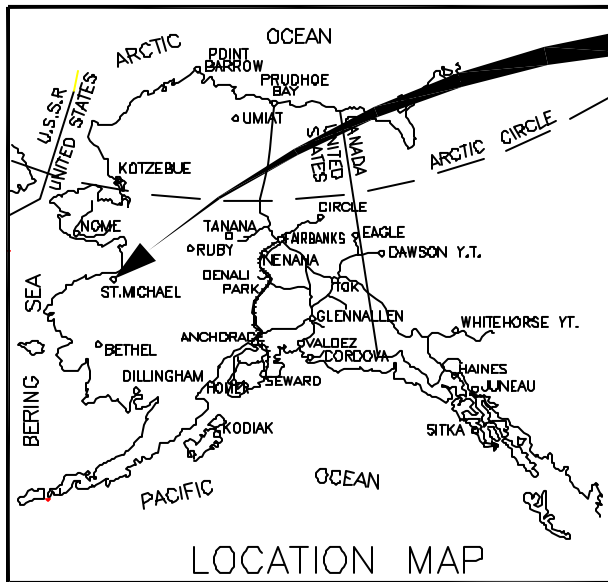 ARCTIC OCEAN
POINT
BARROW
PRUDHOE
BAY
UMIAT
U.S.S.R
UNITED STATES
UNITED
STATES
CANADA
ARCTIC CIRCLE
KOTZEBUE
CIRCLE
NOME
TANANA
FAIRBANKS
EAGLE
RUBY
NENANA
DAWSON Y.T.
DENALI
PARK
TOK
ST.MICHAEL
GLENNALLEN
BERING SEA
ANCHORAGE
VALDEZ
WHITEHORSE YT.
BETHEL
CORDOVA
DILLINGHAM
HOMER
SEWARD
HAINES
JUNEAU
KODIAK
SITKA
PACIFIC OCEAN
LOCATION MAP